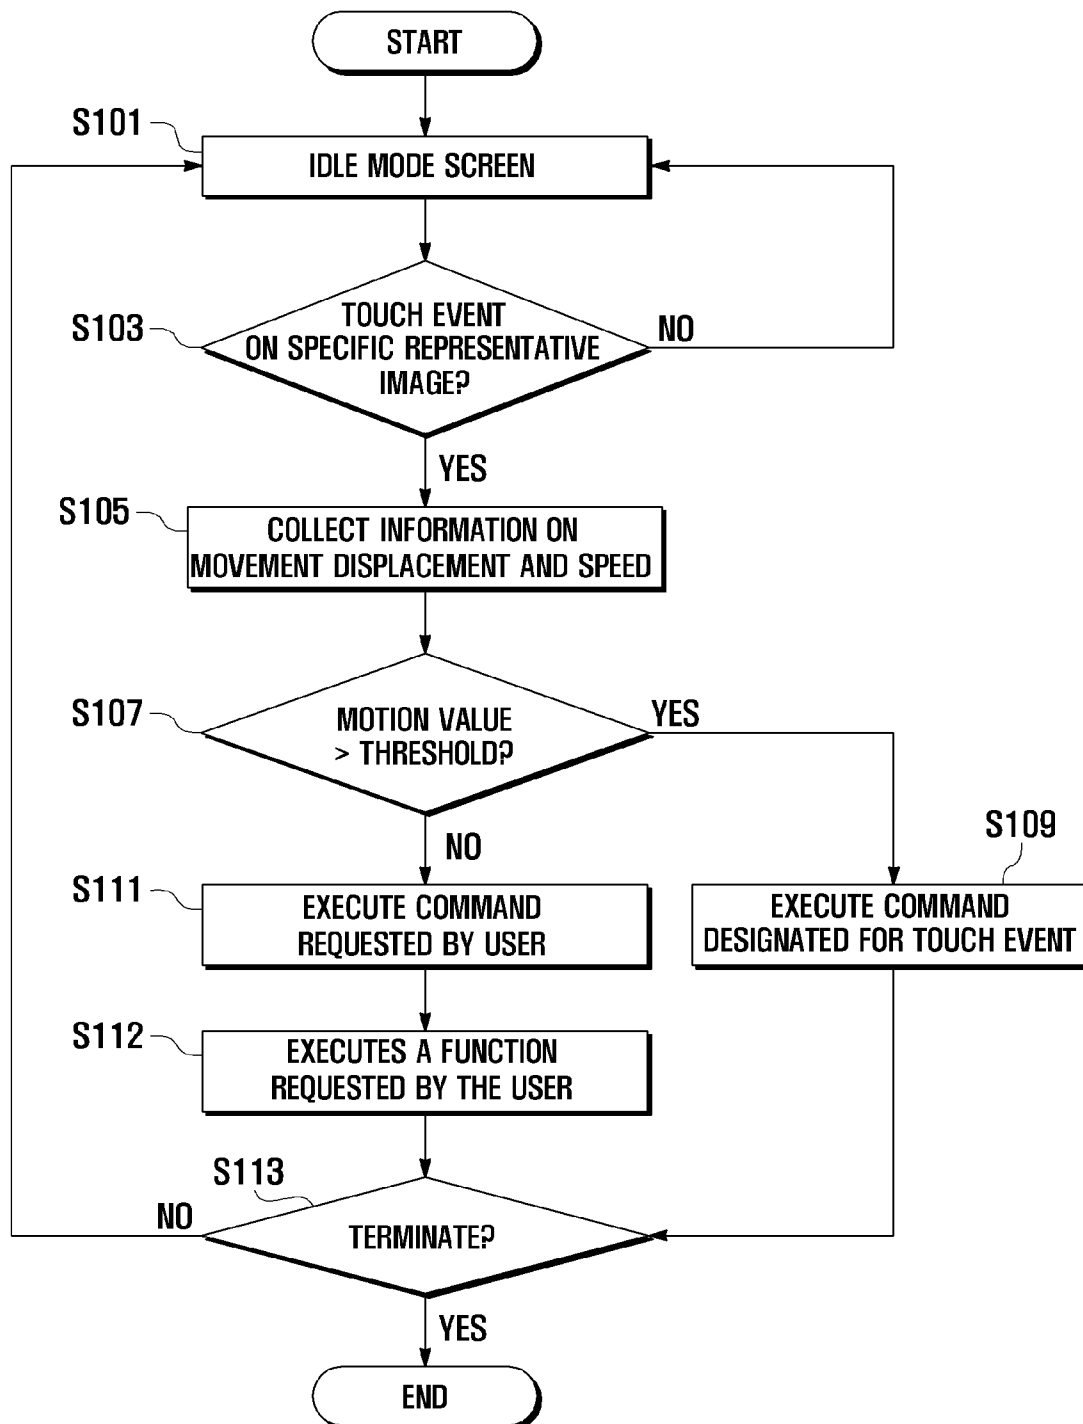 START
S101
IDLE MODE SCREEN
S103
TOUCH EVENT
ON SPECIFIC REPRESENTATIVE
IMAGE?
NO
YES
S105
COLLECT INFORMATION ON
MOVEMENT DISPLACEMENT AND SPEED
S107
MOTION VALUE
> THRESHOLD?
YES
NO
S109
EXECUTE COMMAND
DESIGNATED FOR TOUCH EVENT
S111
EXECUTE COMMAND
REQUESTED BY USER
S112
EXECUTES A FUNCTION
REQUESTED BY THE USER
S113
NO
TERMINATE?
YES
END